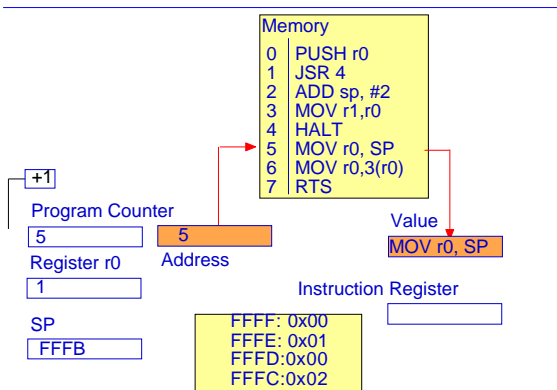 Memory
0 PUSH r0
1 JSR 4
2 ADD sp, #2
3 MOV r1,r0
4 HALT
5 MOV r0, SP
6 MOV r0,3(r0)
7 RTS
+1
Program Counter
5
5
Address
Value
MOV r0, SP
Register r0
1
Instruction Register
SP
FFFB
FFFF: 0x00
FFFE: 0x01
FFFD:0x00
FFFC:0x02